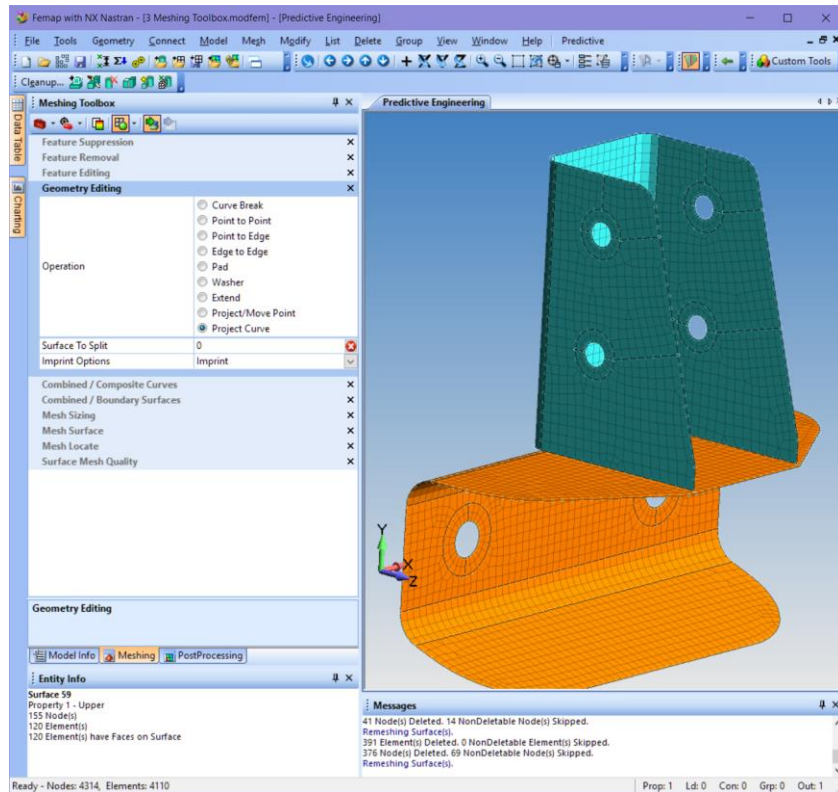 Femap with NX Nastran - [3 Meshing Toolbox.modfem] - [Predictive Engineering]
File Tools Geometry Connect Model Mesh Modify List Delete Group View Window Help Predictive
Custom Tools
Cleanup...
Meshing Toolbox
Predictive Engineering
Data Table
Charting
Feature Suppression
Feature Removal
Feature Editing
Geometry Editing
Operation
Curve Break
Point to Point
Point to Edge
Edge to Edge
Pad
Washer
Extend
Project/Move Point
Project Curve
Surface To Split 0
Imprint Options Imprint
Combined / Composite Curves
Combined / Boundary Surfaces
Mesh Sizing
Mesh Surface
Mesh Locate
Surface Mesh Quality
Y
X
Z
Geometry Editing
Model Info Meshing PostProcessing
Entity Info
Surface 59
Property 1 - Upper
155 Node(s)
120 Element(s)
120 Element(s) have Faces on Surface
Messages
41 Node(s) Deleted. 14 NonDeletable Node(s) Skipped.
Remeshing Surface(s).
391 Element(s) Deleted. 0 NonDeletable Element(s) Skipped.
376 Node(s) Deleted. 69 NonDeletable Node(s) Skipped.
Remeshing Surface(s).
Ready - Nodes: 4314, Elements: 4110
Prop: 1 Ld: 0 Con: 0 Grp: 0 Out: 1